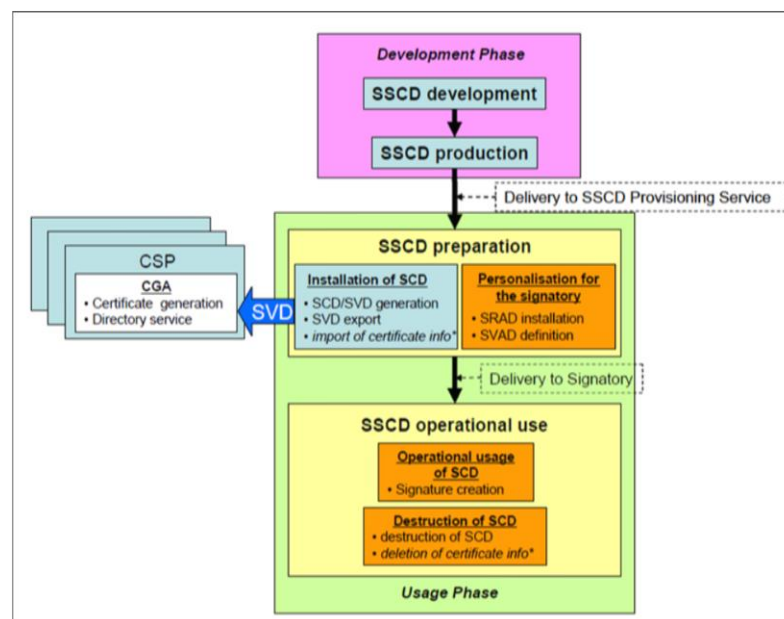 Development Phase
SSCD development
SSCD production
Delivery to SSCD Provisioning Service
SSCD preparation
CSP
CGA
• Certificate generation
• Directory service
SVD
Installation of SCD
• SCD/SVD generation
• SVD export
• import of certificate info*
Personalisation for
the signatory
• SRAD installation
• SVAD definition
Delivery to Signatory
SSCD operational use
Operational usage
of SCD
• Signature creation
Destruction of SCD
• destruction of SCD
• deletion of certificate info*
Usage Phase